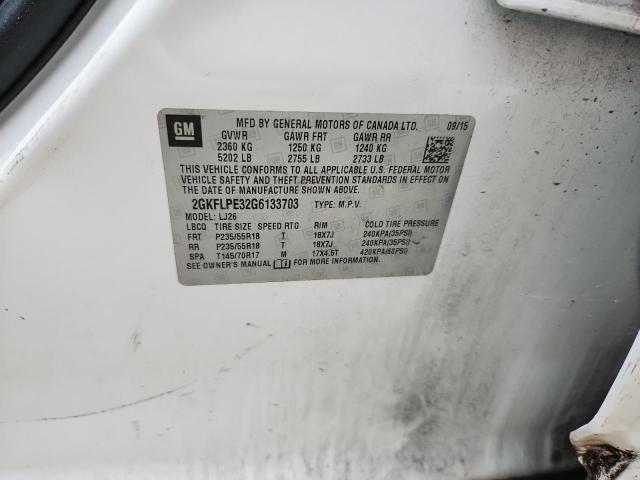 GM
MFD BY GENERAL MOTORS OF CANADA LTD. 09/15
GVWR GAWR FRT GAWR RR
2360 KG 1250 KG 1240 KG
5202 LB 2755 LB 2733 LB
THIS VEHICLE CONFORMS TO ALL APPLICABLE U.S. FEDERAL MOTOR
VEHICLE SAFETY AND THEFT PREVENTION STANDARDS IN EFFECT ON
THE DATE OF MANUFACTURE SHOWN ABOVE.
2GKFLPE32G6133703 TYPE: M.P.V.
MODEL: LJ26
LBCQ TIRE SIZE SPEED RTG RIM COLD TIRE PRESSURE
FRT P235/55R18 T 18X7J 240KPA(35PSI)
RR P235/55R18 T 18X7J 240KPA(35PSI)
SPA T145/70R17 M 17X4.5T 420KPA(60PSI)
SEE OWNER'S MANUAL FOR MORE INFORMATION.